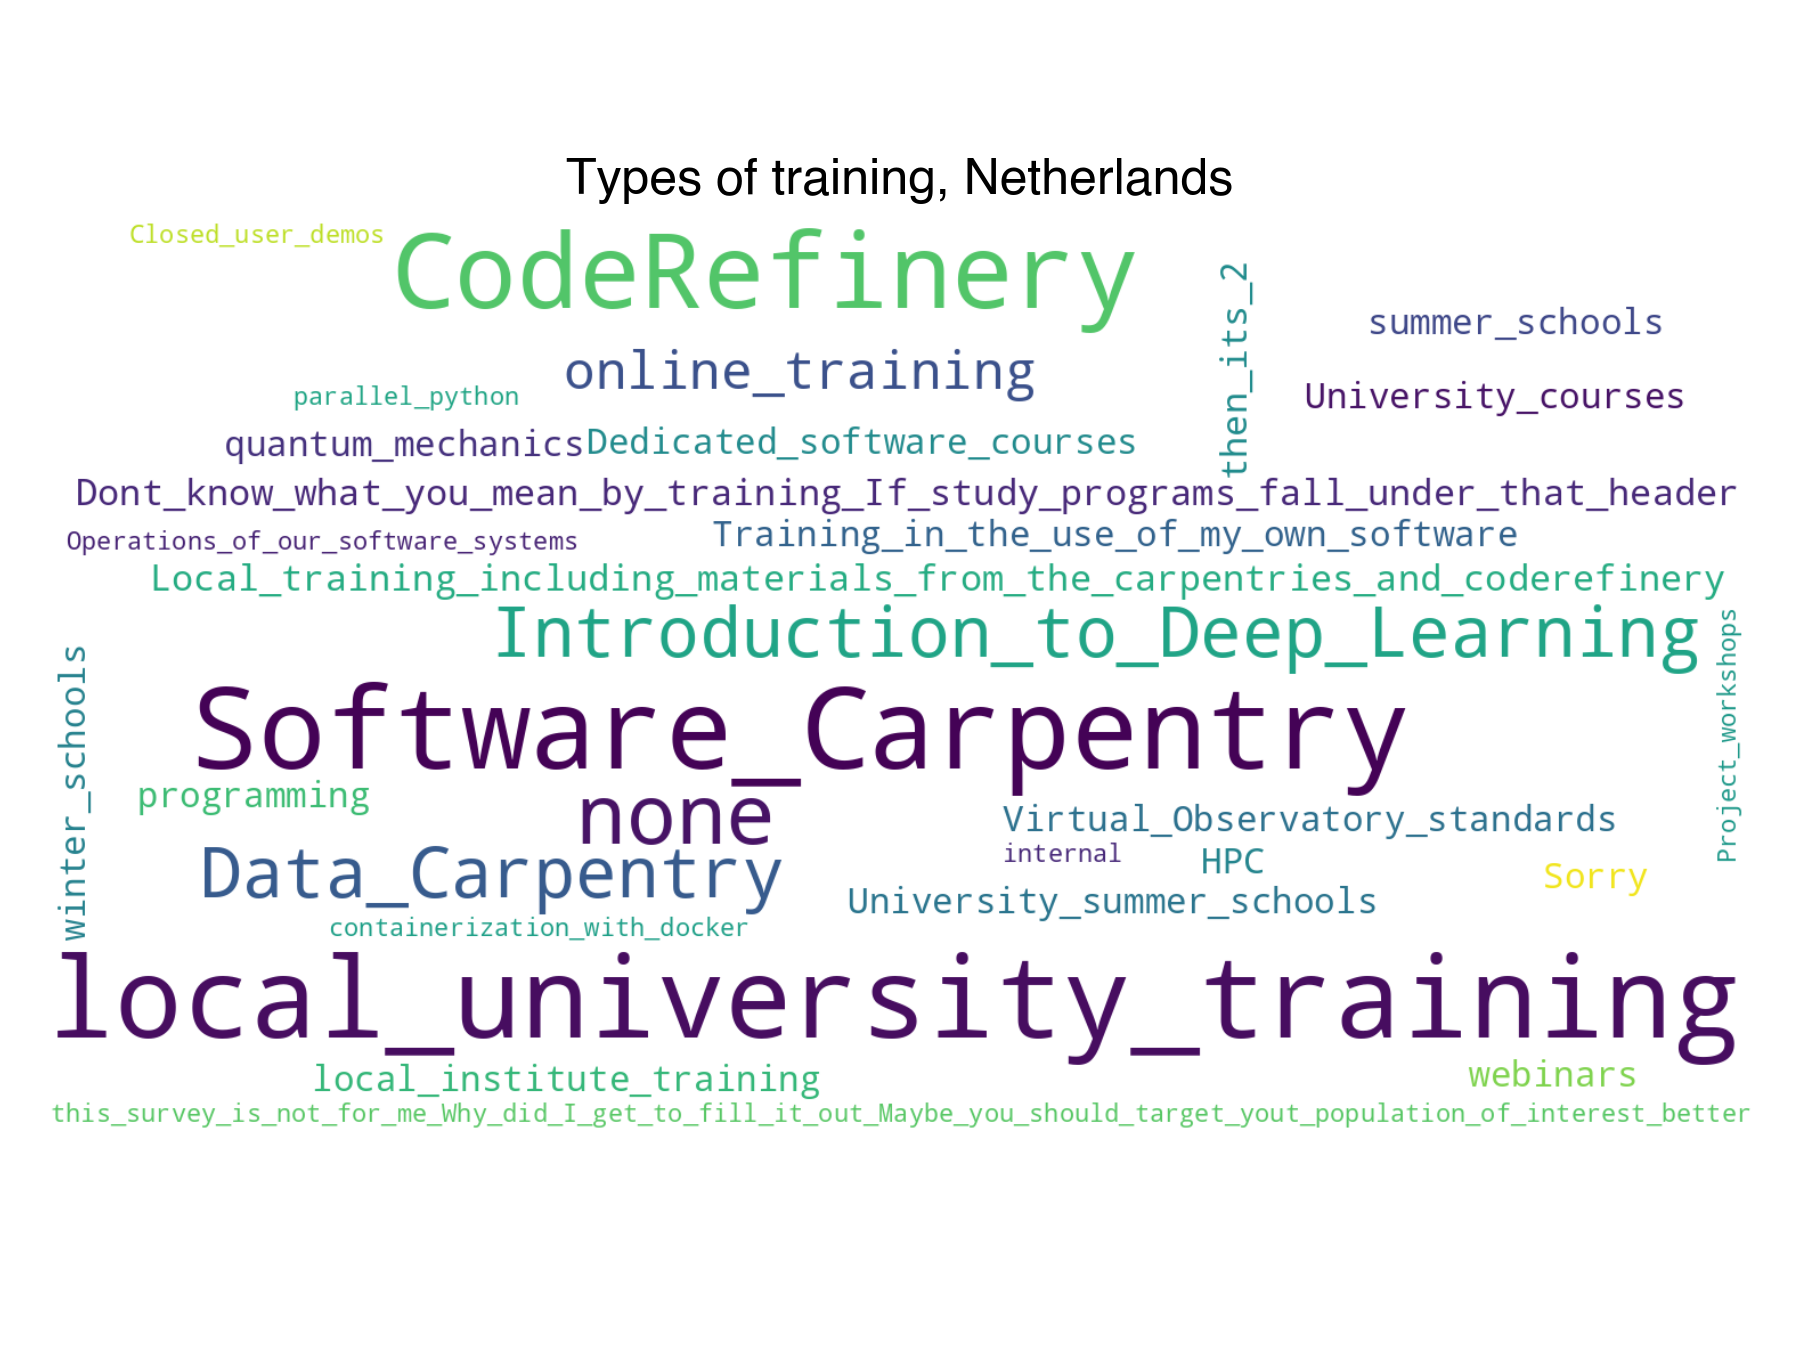 Types of training, Netherlands
Closed_user_demos
CodeRefinery
then_its_2
summer_schools
online_training
parallel_python
University_courses
quantum_mechanics
Dedicated_software_courses
Dont_know_what_you_mean_by_training_If_study_programs_fall_under_that_header
Operations_of_our_software_systems
Training_in_the_use_of_my_own_software
Local_training_including_materials_from_the_carpentries_and_coderefinery
Introduction_to_Deep_Learning
Project_workshops
winter_schools
Software_Carpentry
programming
none
Virtual_Observatory_standards
internal
HPC
Data_Carpentry
Sorry
University_summer_schools
containerization_with_docker
local_university_training
local_institute_training
webinars
this_survey_is_not_for_me_Why_did_I_get_to_fill_it_out_Maybe_you_should_target_yout_population_of_interest_better